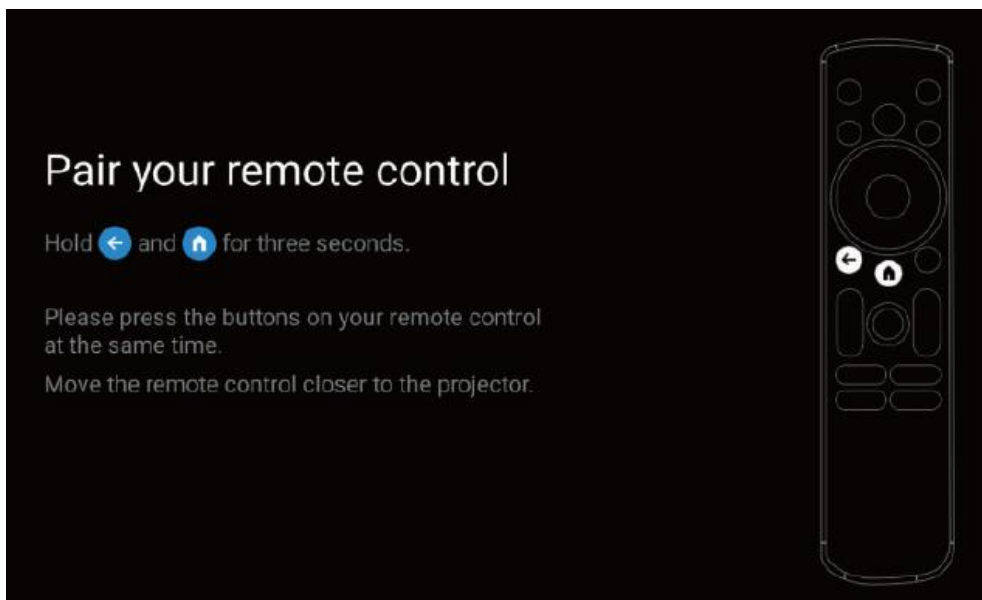 Pair your remote control
Hold and for three seconds.
Please press the buttons on your remote control
at the same time.
Move the remote control closer to the projector.